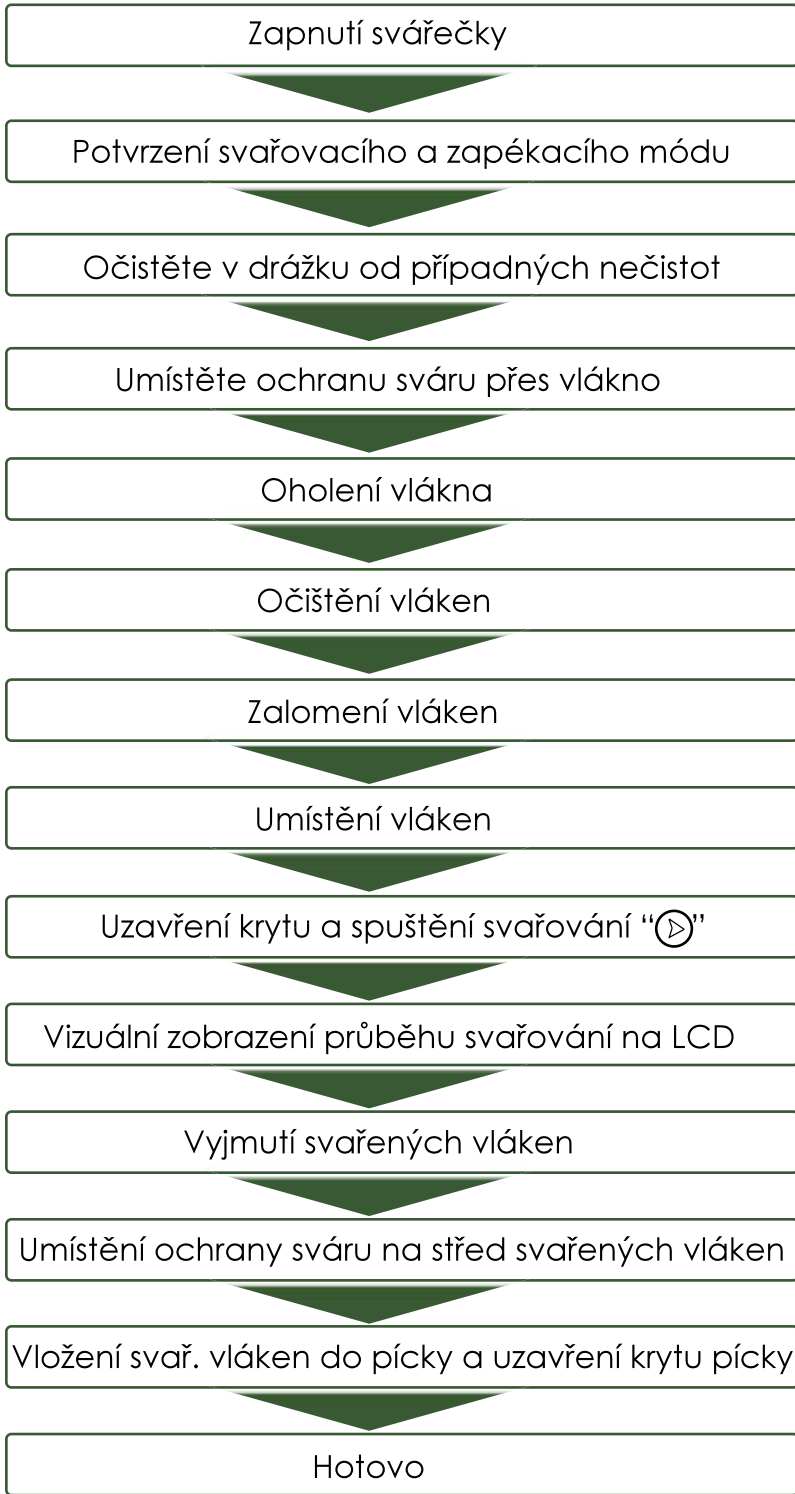 Zapnutí svářečky
Potvrzení svařovacího a zapékacího módu
Očistěte v drážku od případných nečistot
Umístěte ochranu sváru přes vlákno
Oholení vlákna
Očištění vláken
Zalomení vláken
Umístění vláken
Uzavření krytu a spuštění svařování “”
Vizuální zobrazení průběhu svařování na LCD
Vyjmutí svařených vláken
Umístění ochrany sváru na střed svařených vláken
Vložení svař. vláken do pícky a uzavření krytu pícky
Hotovo